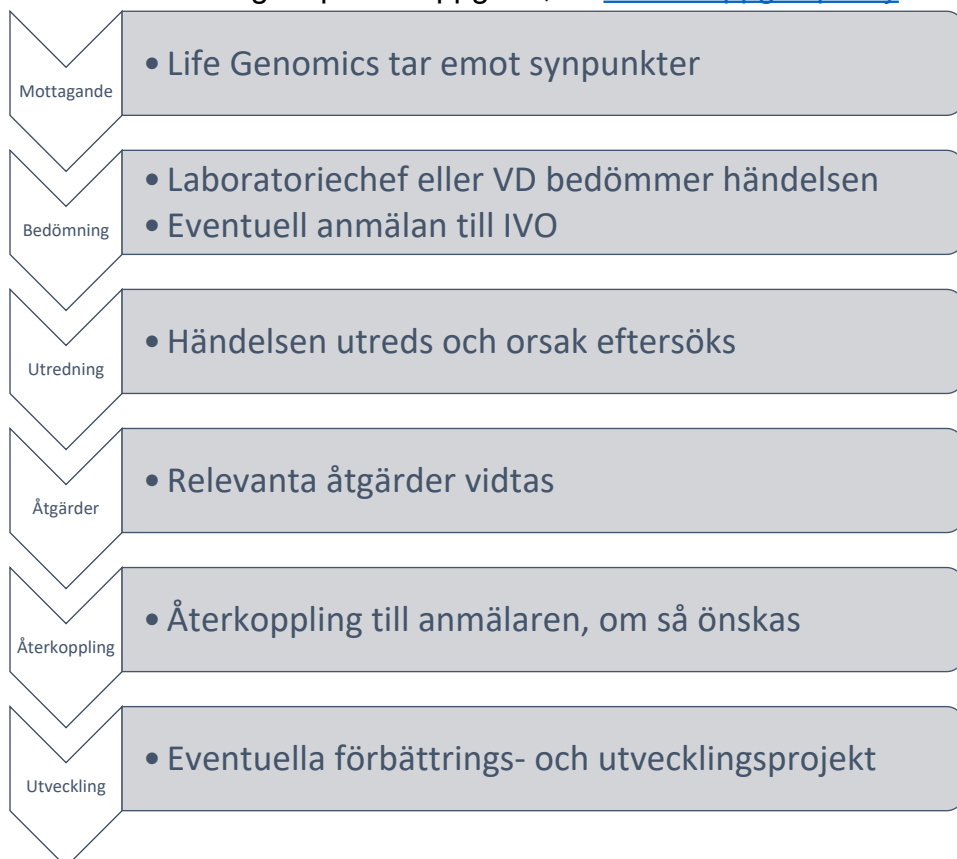 Mottagande
• Life Genomics tar emot synpunkter
Bedömning
• Laboratoriechef eller VD bedömmer händelsen
• Eventuell anmälan till IVO
Utredning
• Händelsen utreds och orsak eftersöks
Åtgärder
• Relevanta åtgärder vidtas
Återkoppling
• Återkoppling till anmälaren, om så önskas
Utveckling
• Eventuella förbättrings- och utvecklingsprojekt